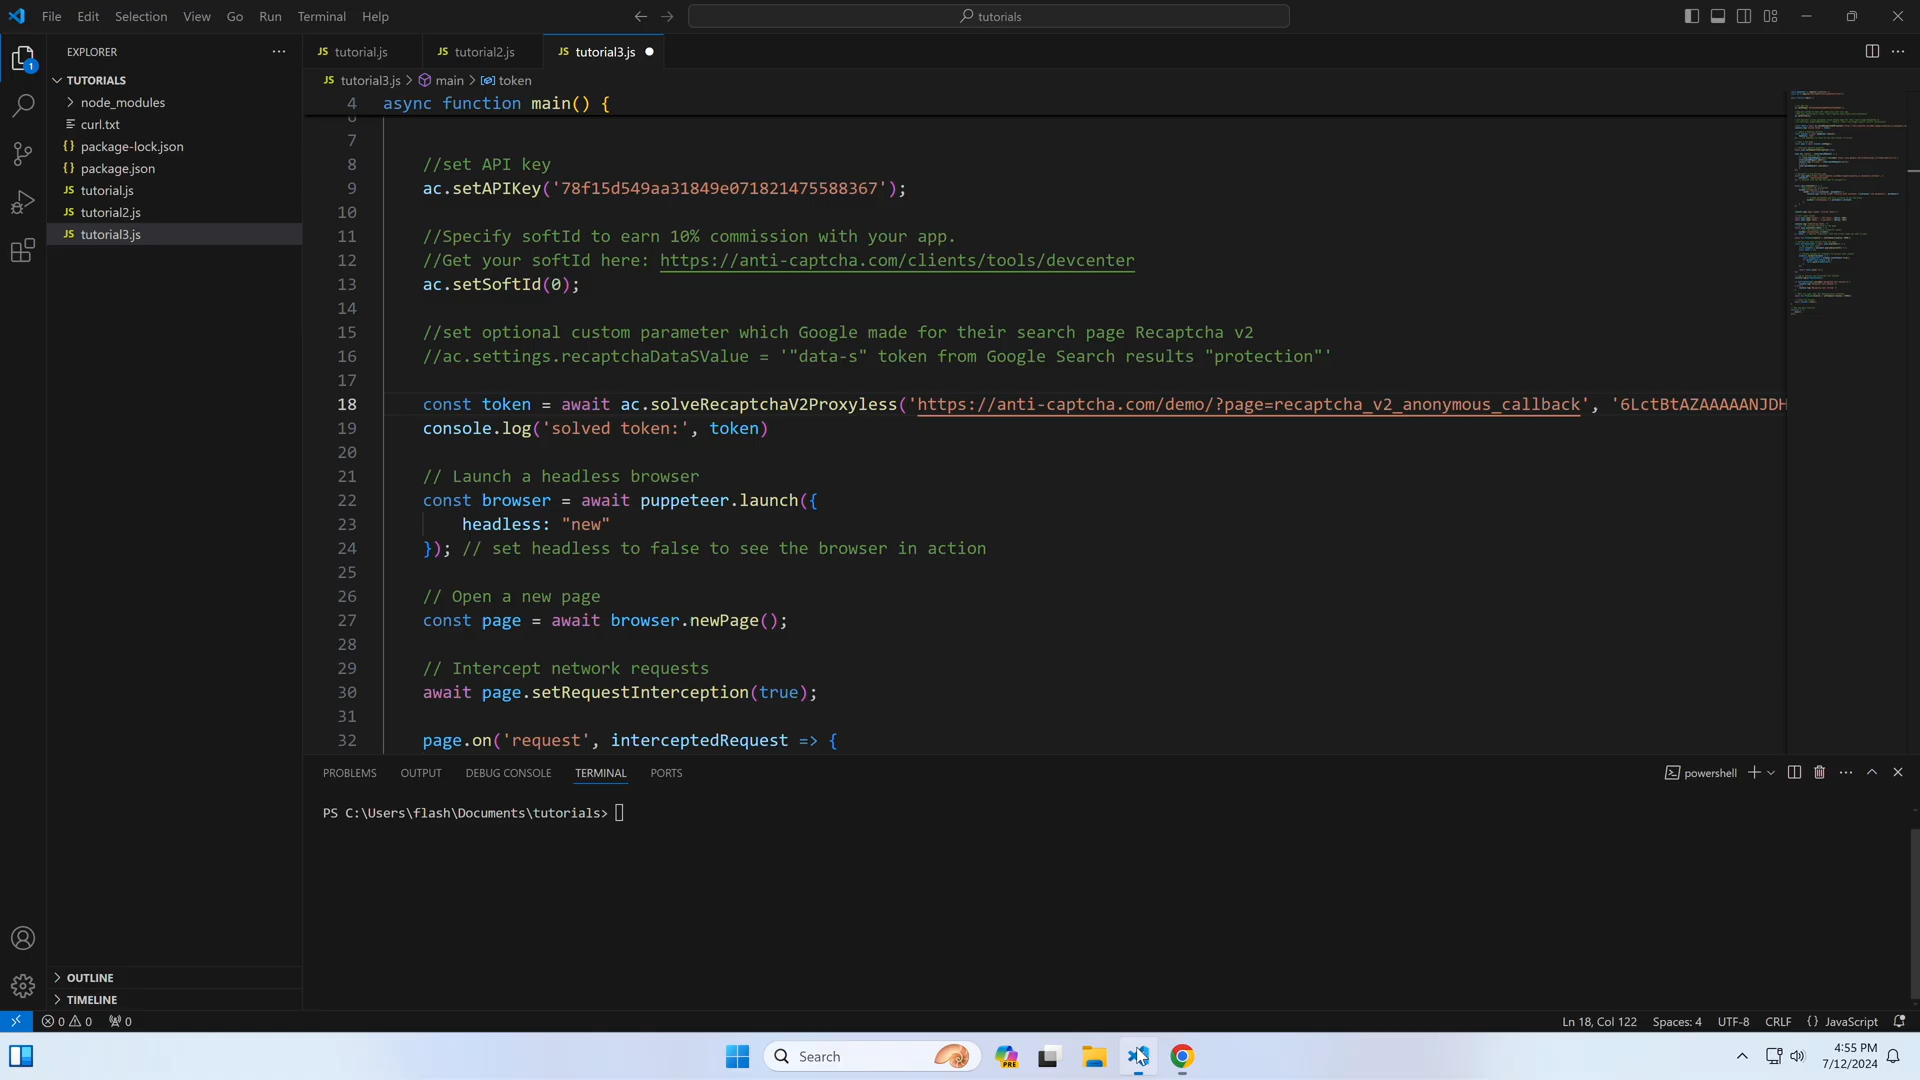 File Edit Selection View Go Run Terminal Help
tutorials
EXPLORER
tutorial.js tutorial2.js tutorial3.js
TUTORIALS
node_modules
curl.txt
package-lock.json
package.json
tutorial.js
tutorial2.js
tutorial3.js
OUTLINE
TIMELINE
tutorial3.js > main > token
4 async function main() {
6
7
8 //set API key
9 ac.setAPIKey('78f15d549aa31849e071821475588367');
10
11 //Specify softId to earn 10% commission with your app.
12 //Get your softId here: https://anti-captcha.com/clients/tools/devcenter
13 ac.setSoftId(0);
14
15 //set optional custom parameter which Google made for their search page Recaptcha v2
16 //ac.settings.recaptchaDataSValue = '"data-s" token from Google Search results "protection"'
17
18 const token = await ac.solveRecaptchaV2Proxyless('https://anti-captcha.com/demo/?page=recaptcha_v2_anonymous_callback', '6LctBtAZAAAAANJDH
19 console.log('solved token:', token)
20
21 // Launch a headless browser
22 const browser = await puppeteer.launch({
23 headless: "new"
24 }); // set headless to false to see the browser in action
25
26 // Open a new page
27 const page = await browser.newPage();
28
29 // Intercept network requests
30 await page.setRequestInterception(true);
31
32 page.on('request', interceptedRequest => {
PROBLEMS OUTPUT DEBUG CONSOLE TERMINAL PORTS
powershell
PS C:\Users\flash\Documents\tutorials>
0 0 0
Ln 18, Col 122 Spaces: 4 UTF-8 CRLF {} JavaScript
Search
PRE
4:55 PM
7/12/2024